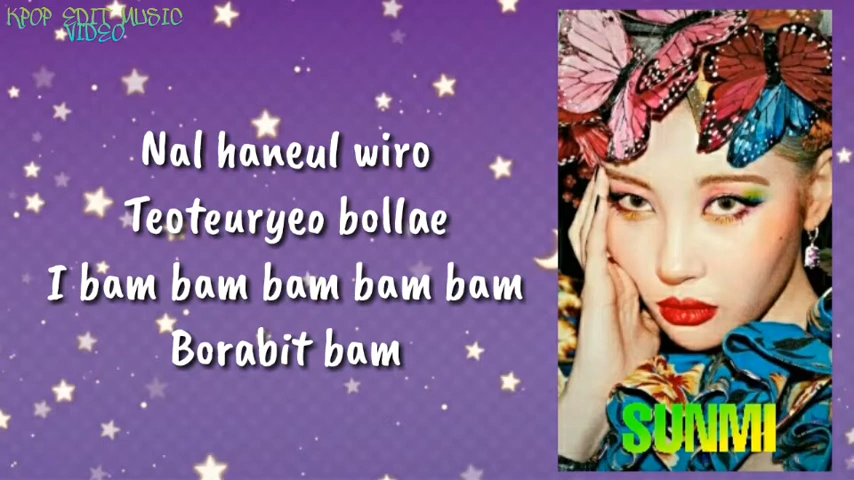 KPOP EDIT MUSIC
VIDEO
Nal haneul wiro
Teoteuryeo bollae
I bam bam bam bam bam
Borabit bam
SUNMI